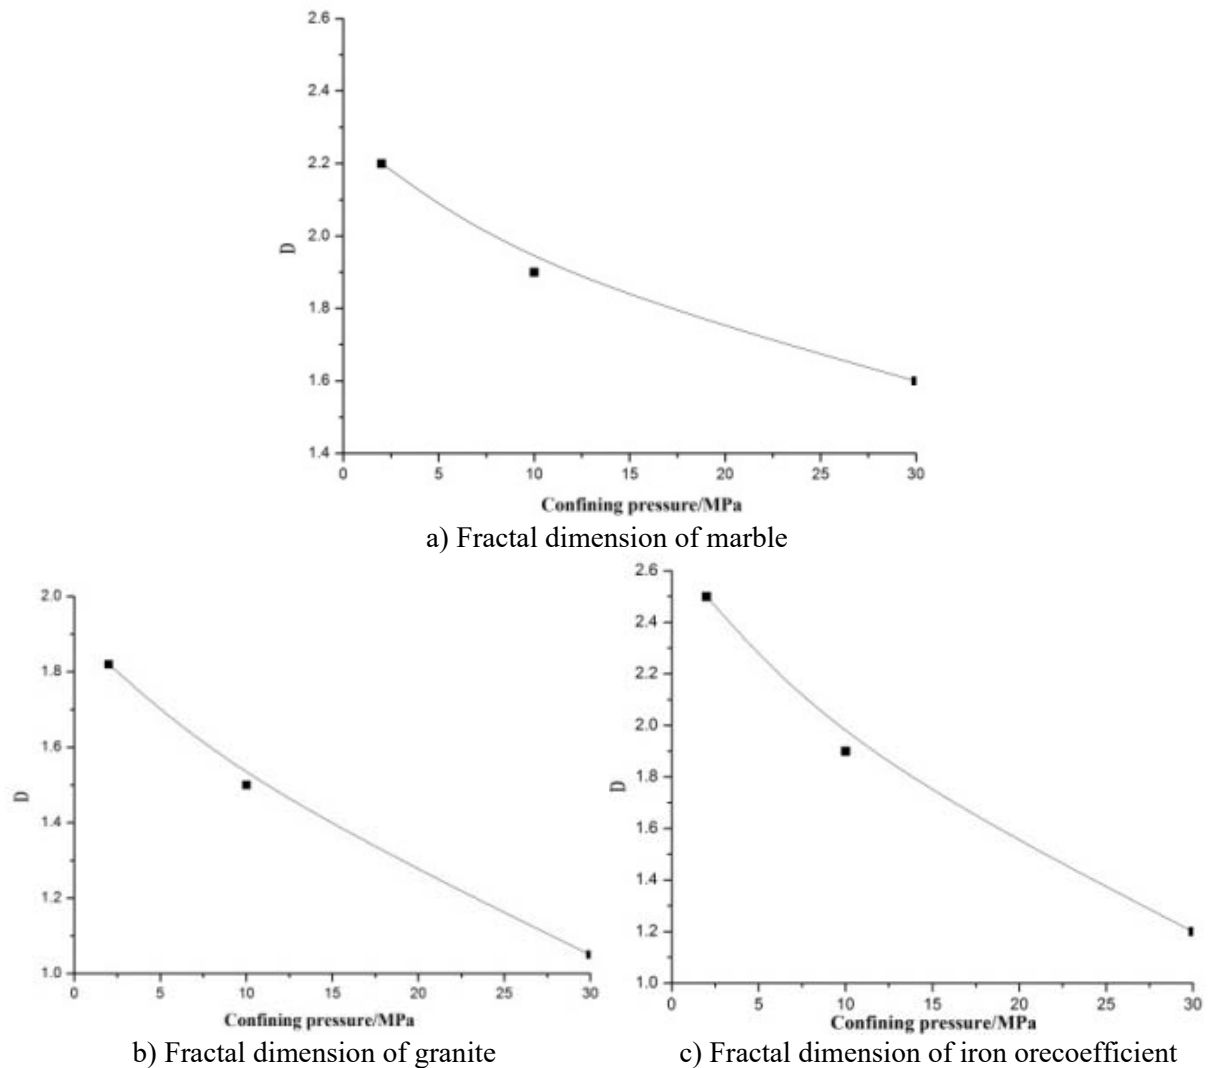 2.6
2.4
2.2
2.0
1.8
1.6
1.4
D
0 5 10 15 20 25 30
Confining pressure/MPa
a) Fractal dimension of marble
2.0
1.8
1.6
1.4
1.2
1.0
D
0 5 10 15 20 25 30
Confining pressure/MPa
b) Fractal dimension of granite
2.6
2.4
2.2
2.0
1.8
1.6
1.4
1.2
1.0
D
0 5 10 15 20 25 30
Confining pressure/MPa
c) Fractal dimension of iron orecoefficient